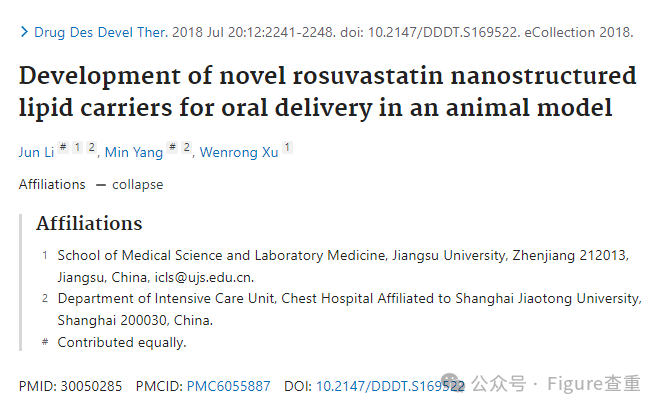 > Drug Des Devel Ther. 2018 Jul 20:12:2241-2248. doi: 10.2147/DDDT.S169522. eCollection 2018.
Development of novel rosuvastatin nanostructured
lipid carriers for oral delivery in an animal model
Jun Li # 1 2, Min Yang # 2, Wenrong Xu 1
Affiliations — collapse
Affiliations
1 School of Medical Science and Laboratory Medicine, Jiangsu University, Zhenjiang 212013,
Jiangsu, China, icls@ujs.edu.cn.
2 Department of Intensive Care Unit, Chest Hospital Affiliated to Shanghai Jiaotong University,
Shanghai 200030, China.
# Contributed equally.
PMID: 30050285 PMCID: PMC6055887 DOI: 10.2147/DDDT.S169522
公众号 · Figure查重